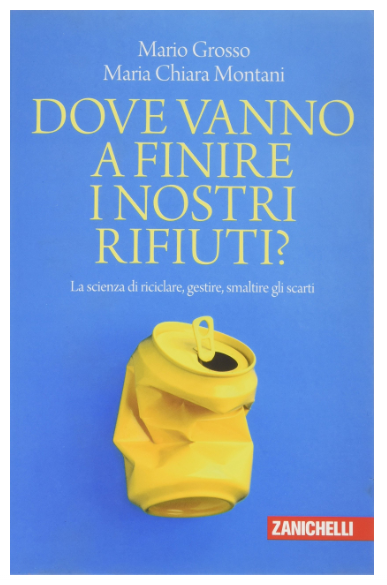 Mario Grosso
Maria Chiara Montani
DOVE VANNO
A FINIRE
I NOSTRI
RIFIUTI?
La scienza di riciclare, gestire, smaltire gli scarti
ZANICHELLI